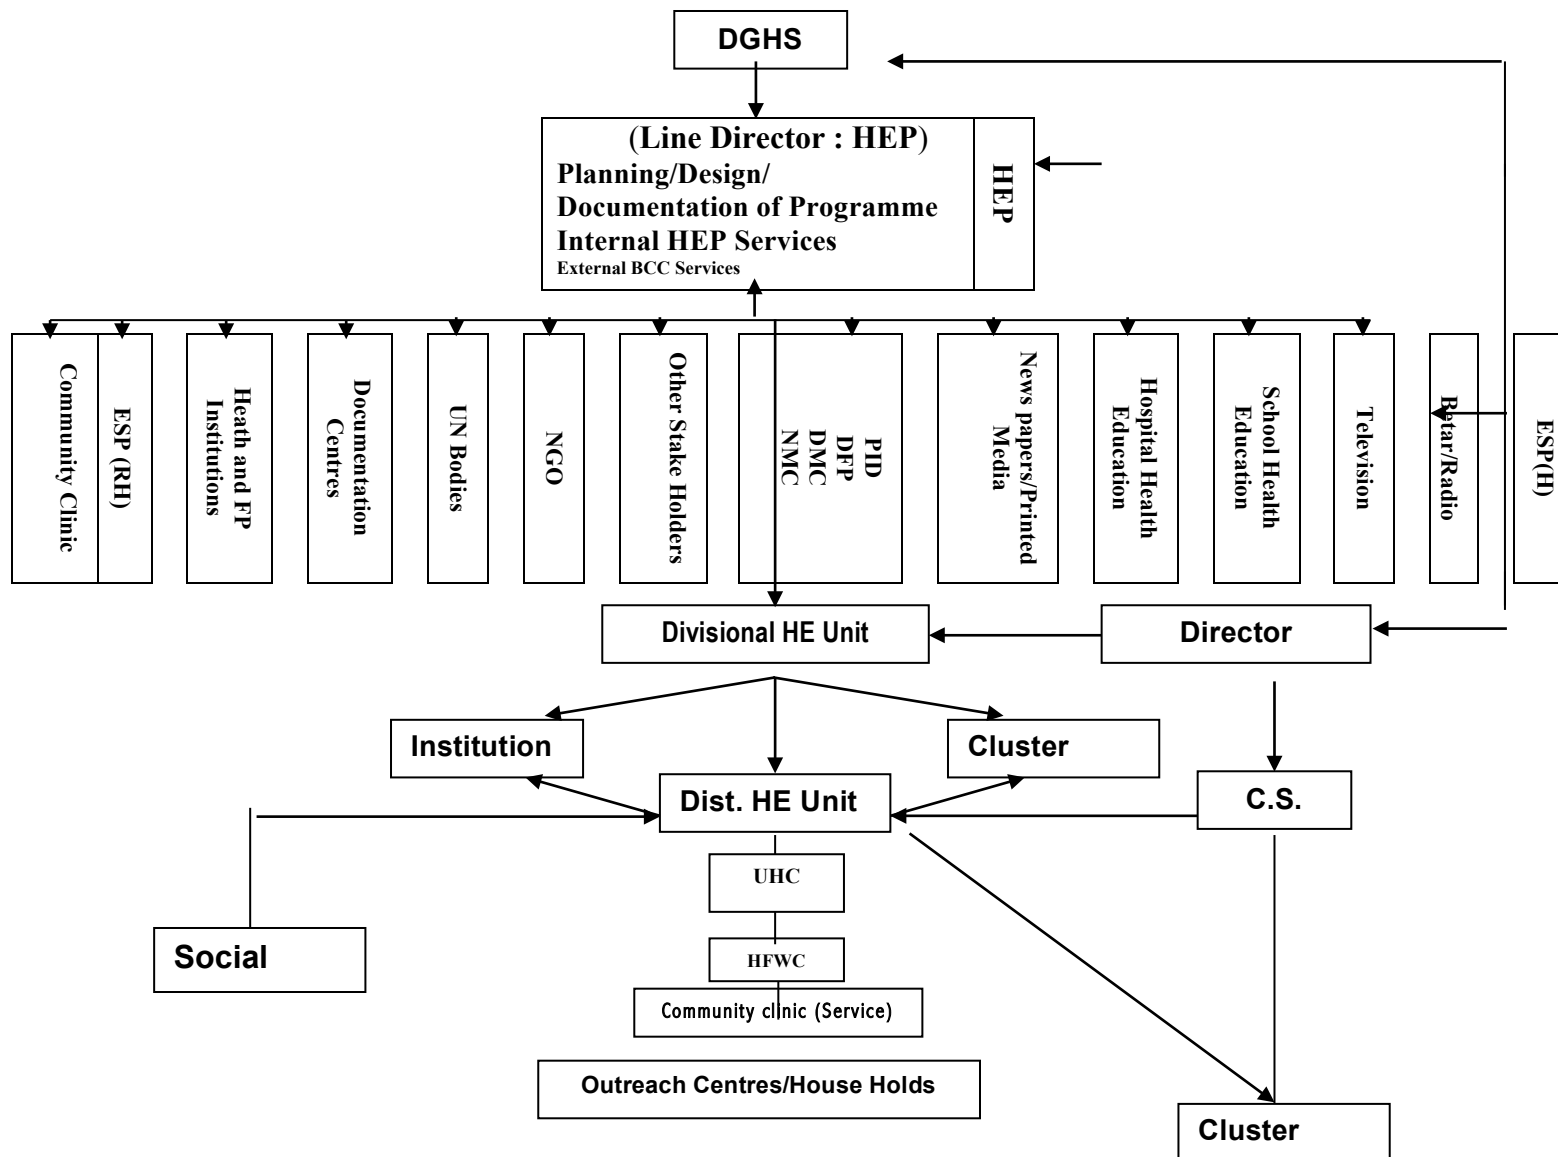 DGHS
(Line Director : HEP)
Planning/Design/
Documentation of Programme
Internal HEP Services
External BCC Services
HEP
Community Clinic
ESP (RH)
Heath and FP
Institutions
Documentation
Centres
UN Bodies
NGO
Other Stake Holders
PID
DFP
DMC
NMC
News papers/Printed
Media
Hospital Health
Education
School Health
Education
Television
Betar/Radio
ESP(H)
Divisional HE Unit
Director
Institution
Cluster
Dist. HE Unit
C.S.
UHC
Social
HFWC
Community clinic (Service)
Outreach Centres/House Holds
Cluster